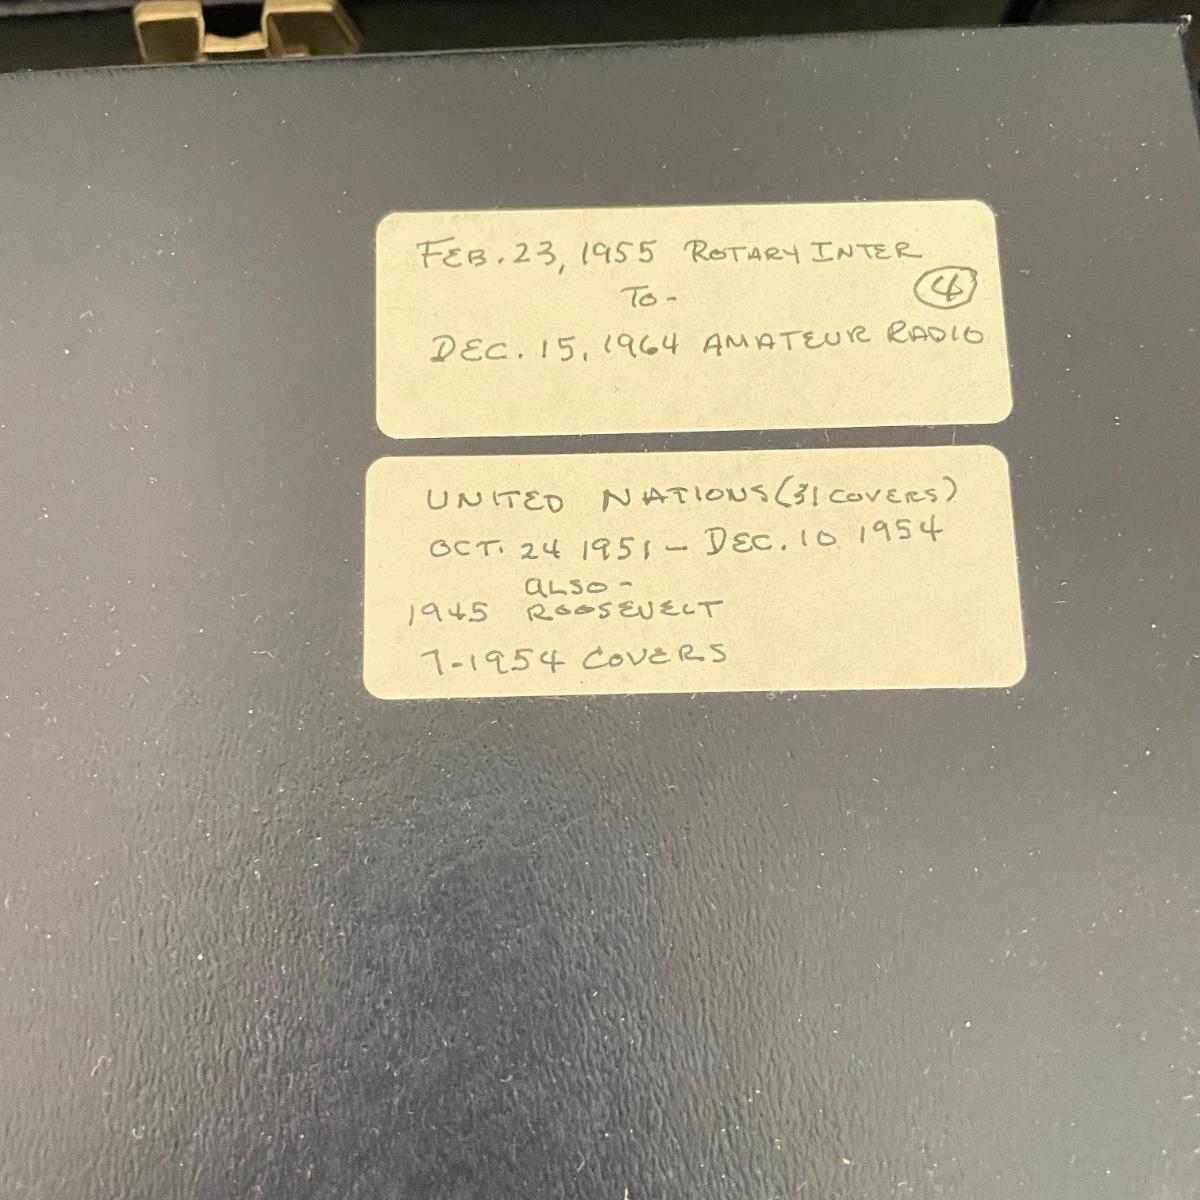 FEB. 23, 1955 ROTARY INTER
TO -
4
DEC. 15, 1964 AMATEUR RADIO
UNITED NATIONS (31 COVERS)
OCT. 24 1951 - DEC. 10 1954
ALSO -
1945 ROOSEVELT
7-1954 COVERS